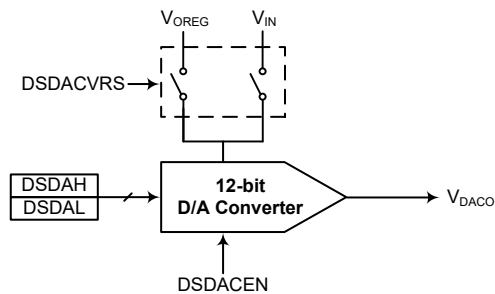 VOREG VIN
DSDACVRS
DSDAH
DSDAL
12-bit
D/A Converter
VDACO
DSDACEN